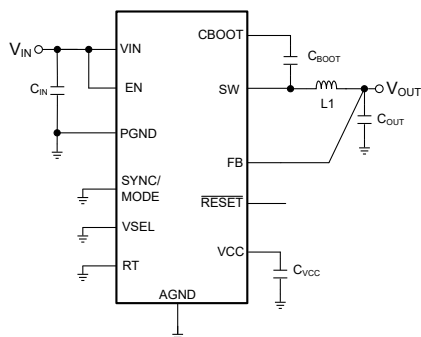 CBOOT
VIN
VIN
CBOOT
CIN
EN
SW
VOUT
L1
COUT
PGND
FB
SYNC/
MODE
RESET
VSEL
VCC
RT
CVCC
AGND